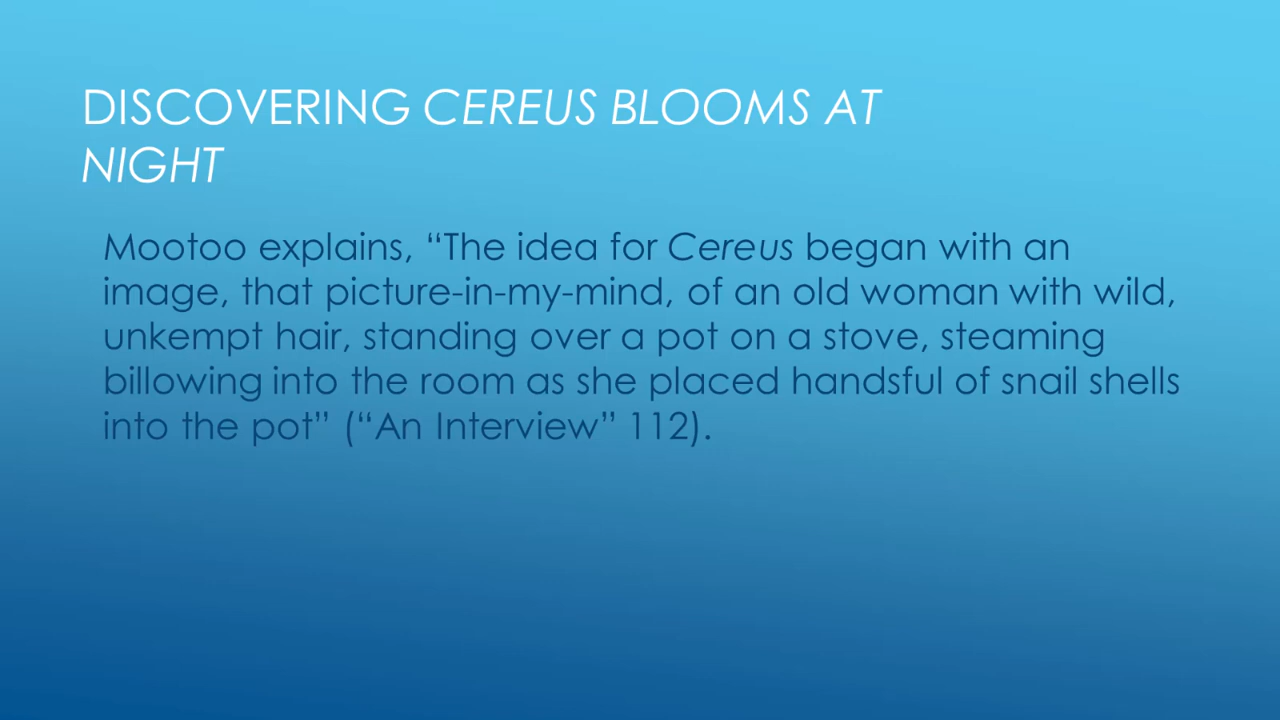 DISCOVERING CEREUS BLOOMS AT
NIGHT
Mootoo explains, “The idea for Cereus began with an
image, that picture-in-my-mind, of an old woman with wild,
unkempt hair, standing over a pot on a stove, steaming
billowing into the room as she placed handsful of snail shells
into the pot” (“An Interview” 112).